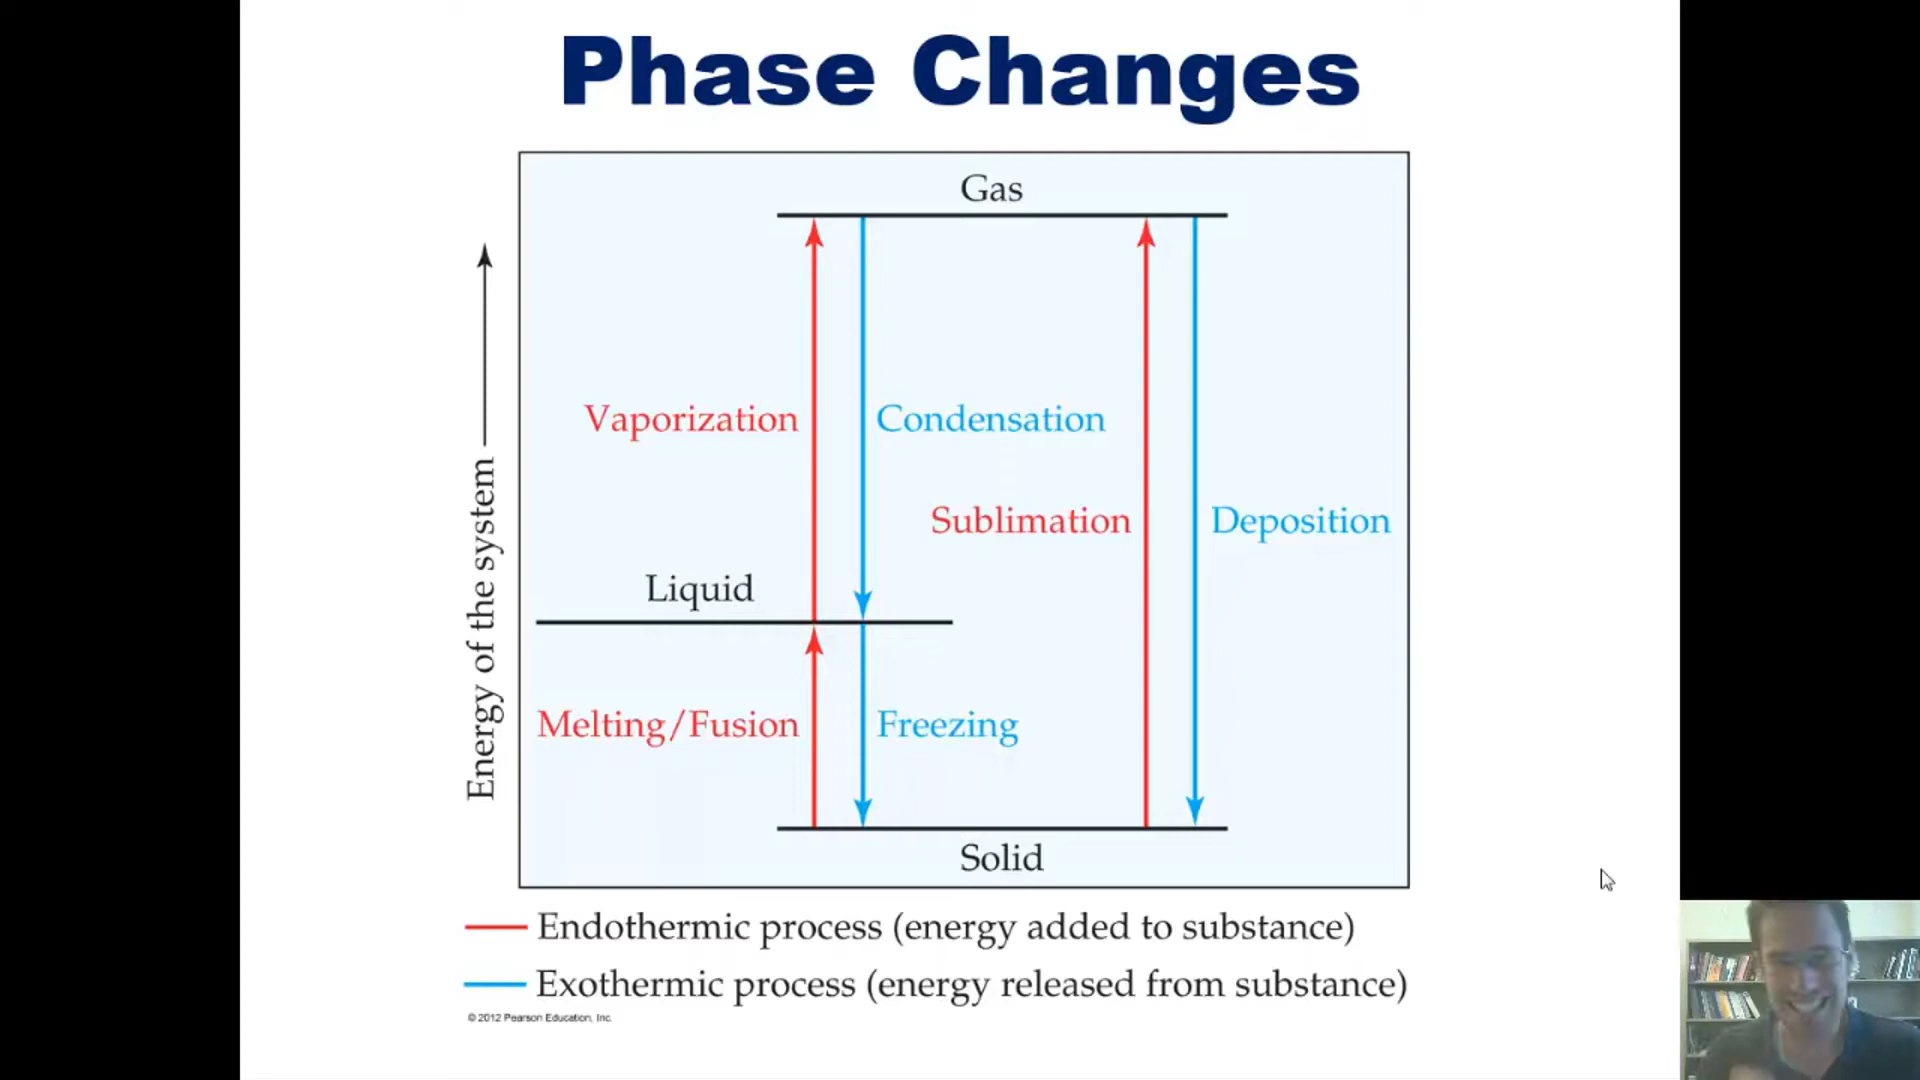 Phase Changes
Gas
Energy of the system
Vaporization
Condensation
Sublimation
Deposition
Liquid
Melting/Fusion
Freezing
Solid
Endothermic process (energy added to substance)
Exothermic process (energy released from substance)
© 2012 Pearson Education, Inc.